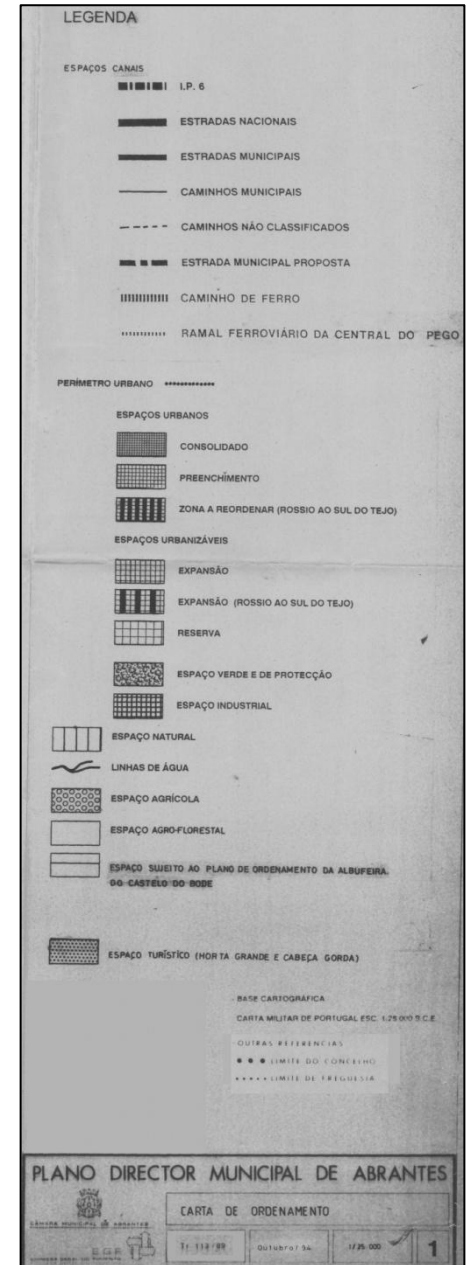 LEGENDA
ESPAÇOS CANAIS
I.P. 6
ESTRADAS NACIONAIS
ESTRADAS MUNICIPAIS
CAMINHOS MUNICIPAIS
CAMINHOS NÃO CLASSIFICADOS
ESTRADA MUNICIPAL PROPOSTA
CAMINHO DE FERRO
RAMAL FERROVIÁRIO DA CENTRAL DO PEGO
PERÍMETRO URBANO
ESPAÇOS URBANOS
CONSOLIDADO
PREENCHIMENTO
ZONA A REORDENAR (ROSSIO AO SUL DO TEJO)
ESPAÇOS URBANIZÁVEIS
EXPANSÃO
EXPANSÃO (ROSSIO AO SUL DO TEJO)
RESERVA
ESPAÇO VERDE E DE PROTECÇÃO
ESPAÇO INDUSTRIAL
ESPAÇO NATURAL
LINHAS DE ÁGUA
ESPAÇO AGRÍCOLA
ESPAÇO AGRO-FLORESTAL
ESPAÇO SUJEITO AO PLANO DE ORDENAMENTO DA ALBUFEIRA
DO CASTELO DO BODE
ESPAÇO TURÍSTICO (HORTA GRANDE E CABEÇA GORDA)
- BASE CARTOGRÁFICA
CARTA MILITAR DE PORTUGAL ESC. 1:25 000 S.C.E.
- OUTRAS REFERENCIAS
LIMITE DO CONCELHO
LIMITE DE FREGUESIA
PLANO DIRECTOR MUNICIPAL DE ABRANTES
CÂMARA MUNICIPAL DE ABRANTES
CARTA DE ORDENAMENTO
EGF
Outubro/94
1/25 000
1